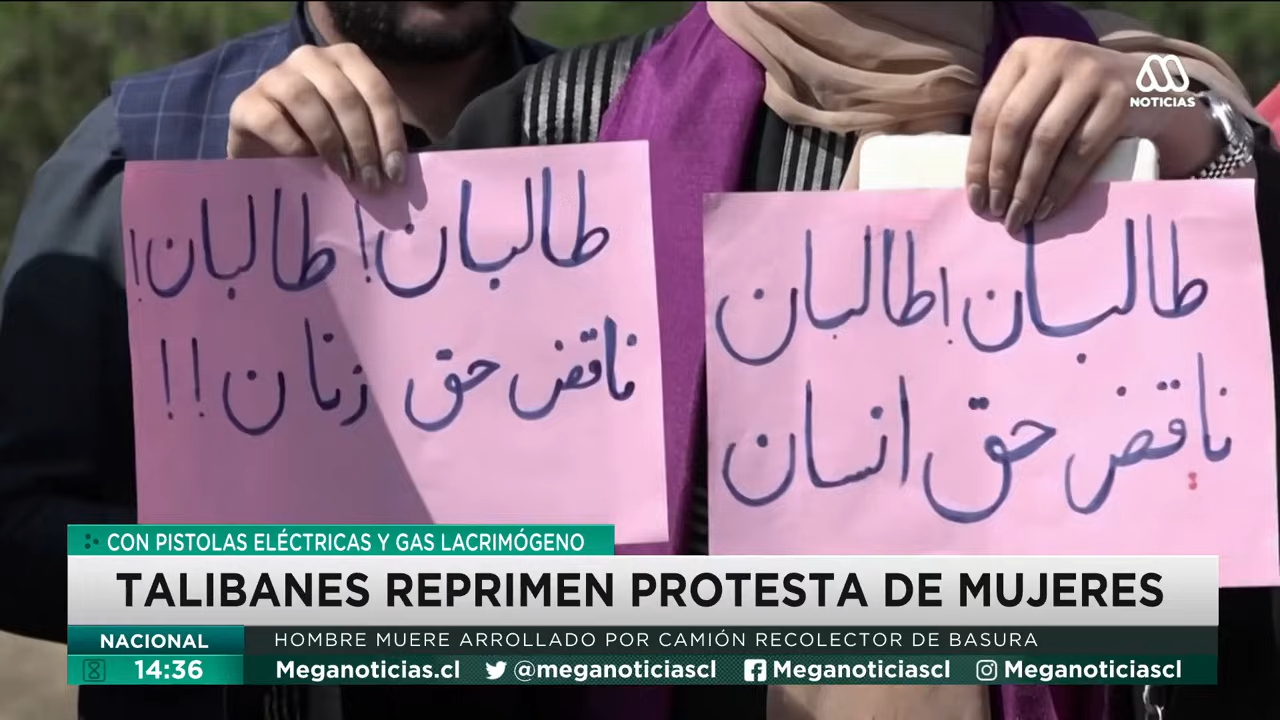 NOTICIAS
طالبان! طالبان!
ناقض حق زنان!!
طالبان! طالبان
ناقض حق انسان
CON PISTOLAS ELÉCTRICAS Y GAS LACRIMÓGENO
TALIBANES REPRIMEN PROTESTA DE MUJERES
NACIONAL HOMBRE MUERE ARROLLADO POR CAMIÓN RECOLECTOR DE BASURA
14:36 Meganoticias.cl @meganoticiascl Meganoticiascl Meganoticiascl